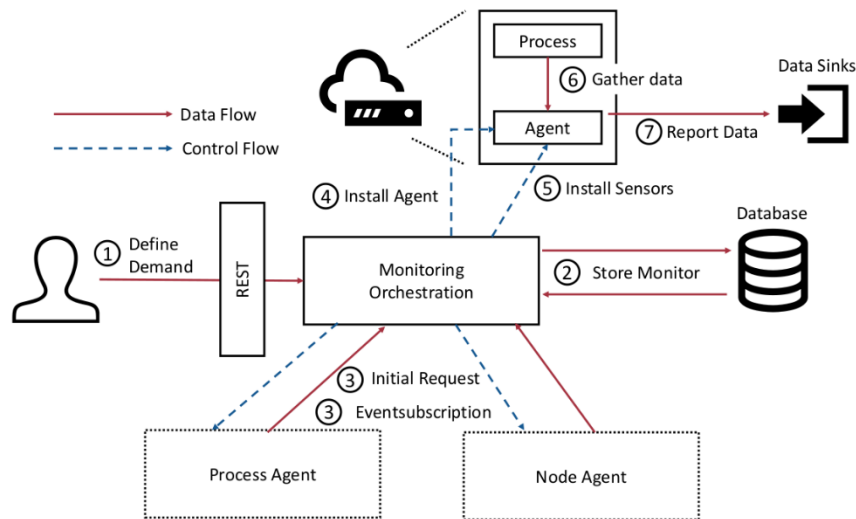 Process
⑥ Gather data
Data Sinks
Data Flow
Agent
⑦ Report Data
Control Flow
④ Install Agent
⑤ Install Sensors
Database
① Define
Demand
REST
Monitoring
Orchestration
② Store Monitor
③ Initial Request
③ Eventsubscription
Process Agent
Node Agent